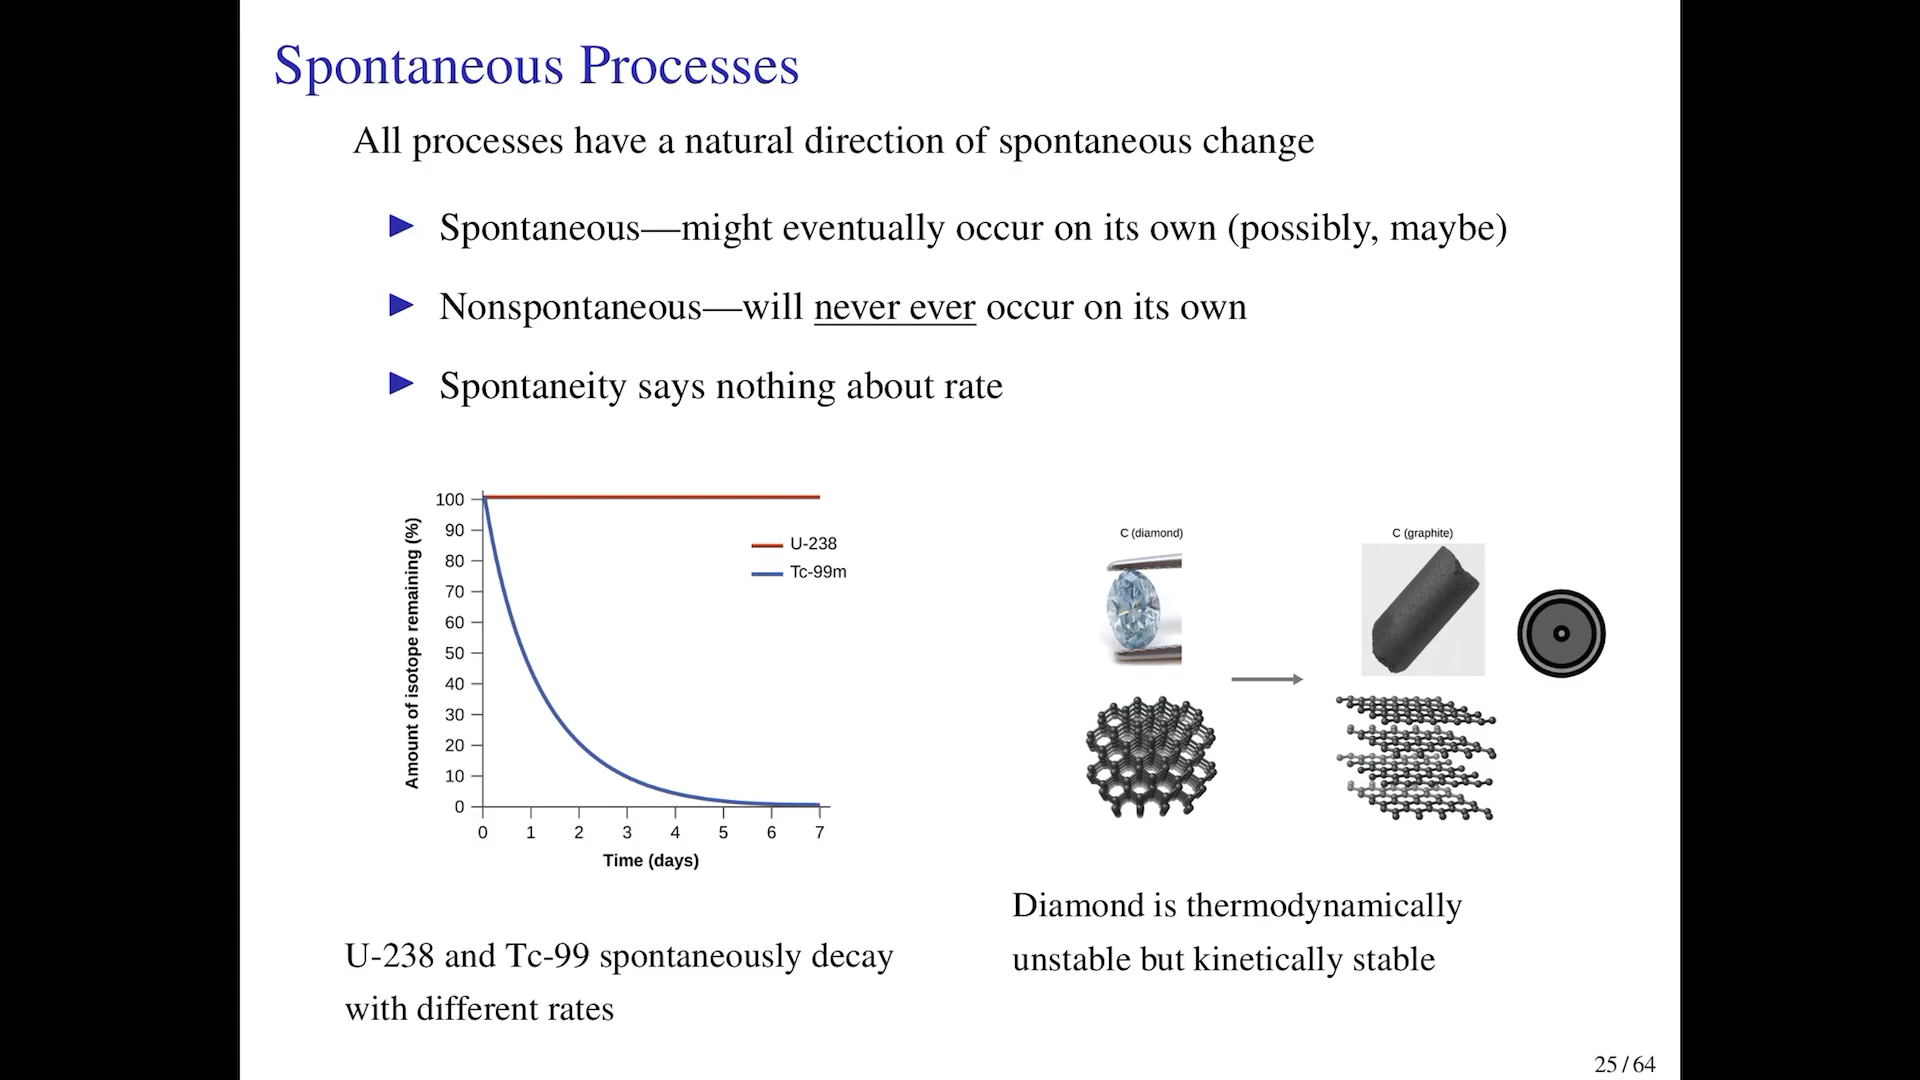 Spontaneous Processes
All processes have a natural direction of spontaneous change
Spontaneous—might eventually occur on its own (possibly, maybe)
Nonspontaneous—will never ever occur on its own
Spontaneity says nothing about rate
Amount of isotope remaining (%)
100
90
80
70
60
50
40
30
20
10
0
U-238
Tc-99m
0 1 2 3 4 5 6 7
Time (days)
U-238 and Tc-99 spontaneously decay
with different rates
C (diamond)
C (graphite)
Diamond is thermodynamically
unstable but kinetically stable
25 / 64